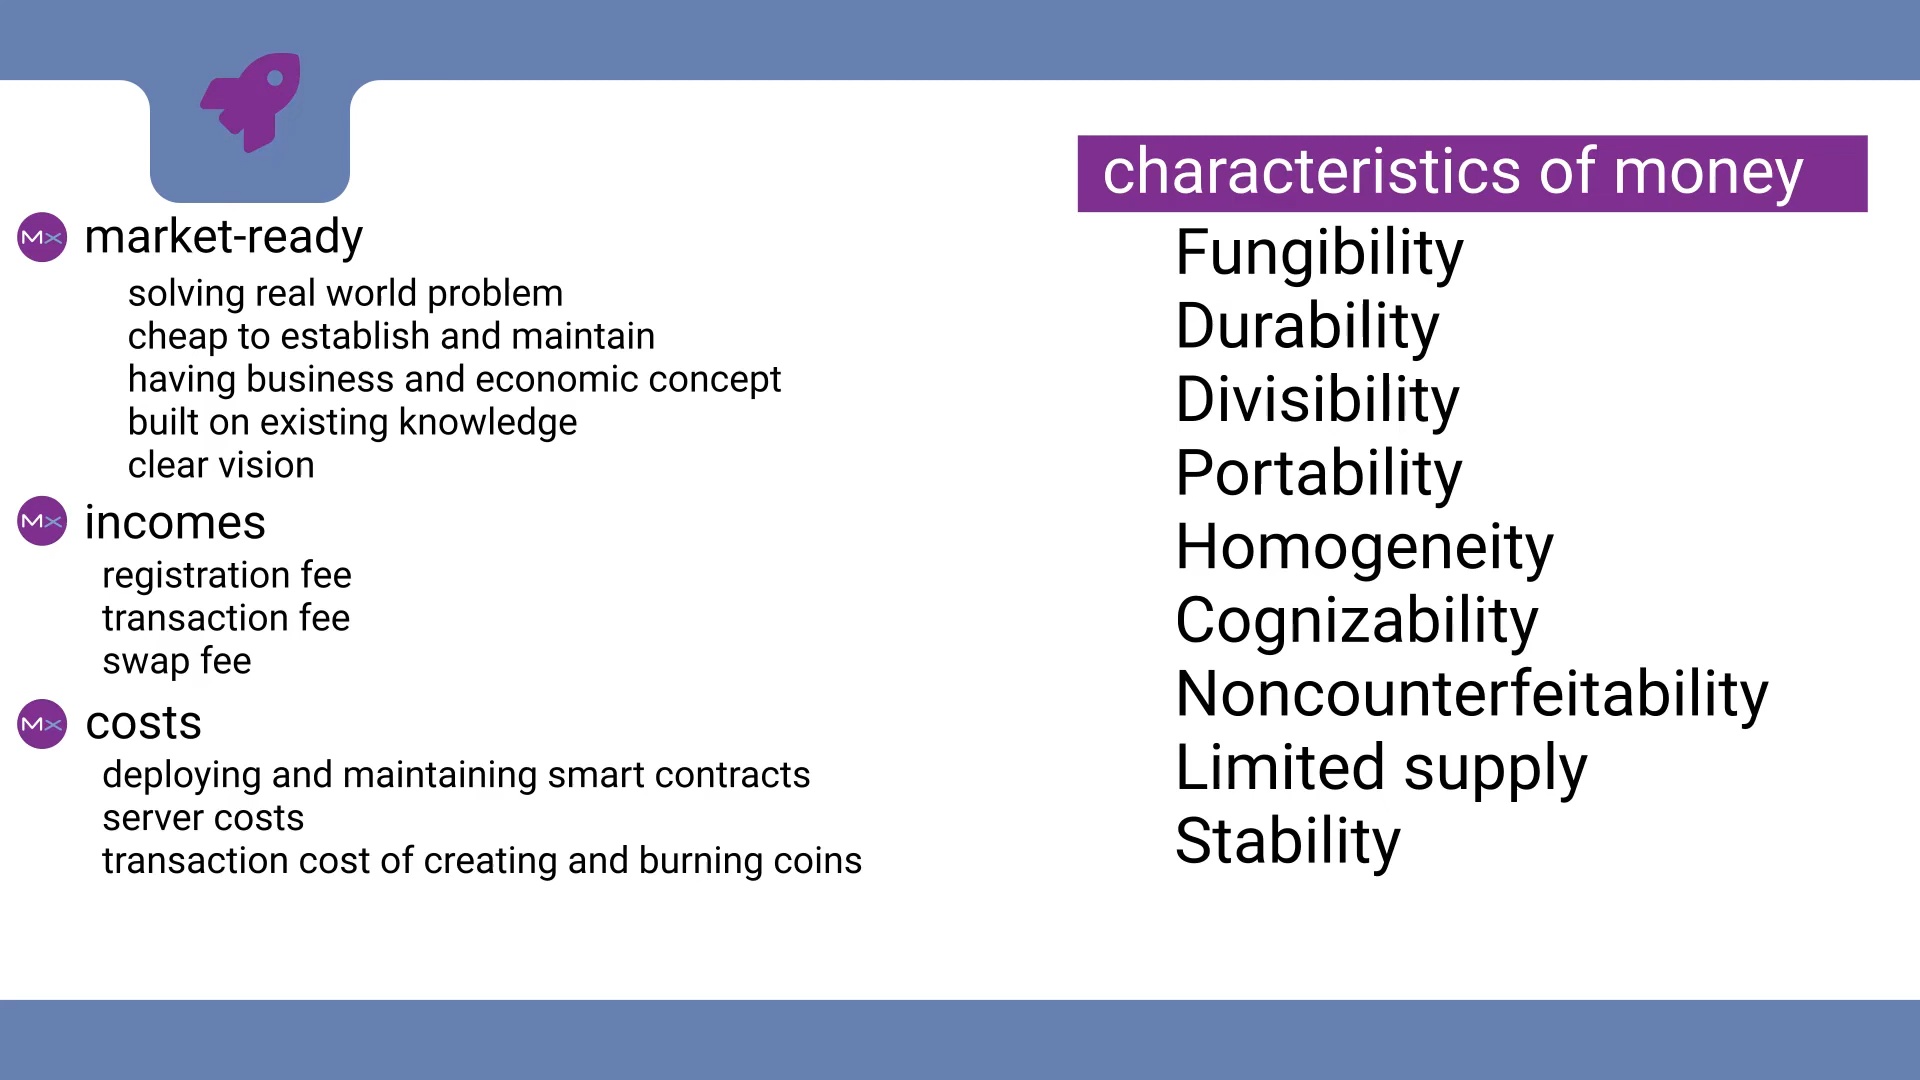 market-ready
solving real world problem
cheap to establish and maintain
having business and economic concept
built on existing knowledge
clear vision
incomes
registration fee
transaction fee
swap fee
costs
deploying and maintaining smart contracts
server costs
transaction cost of creating and burning coins
characteristics of money
Fungibility
Durability
Divisibility
Portability
Homogeneity
Cognizability
Noncounterfeitability
Limited supply
Stability
MX
MX
MX